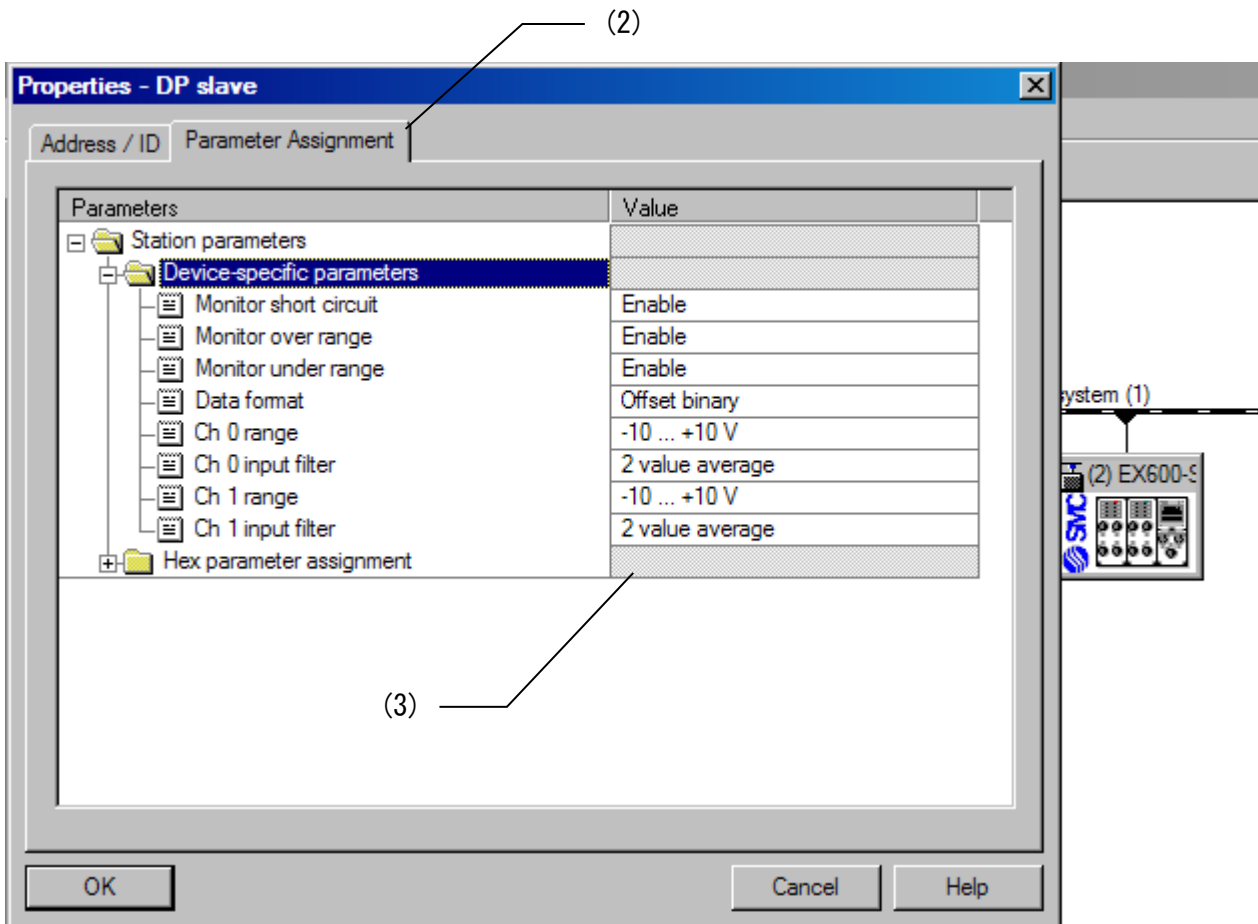 (2)
Properties - DP slave
Address / ID Parameter Assignment
Parameters Value
Station parameters
Device-specific parameters
Monitor short circuit Enable
Monitor over range Enable
Monitor under range Enable
Data format Offset binary
Ch 0 range -10 ... +10 V
Ch 0 input filter 2 value average
Ch 1 range -10 ... +10 V
Ch 1 input filter 2 value average
Hex parameter assignment
system (1)
(2) EX600-S
SMC
(3)
OK Cancel Help